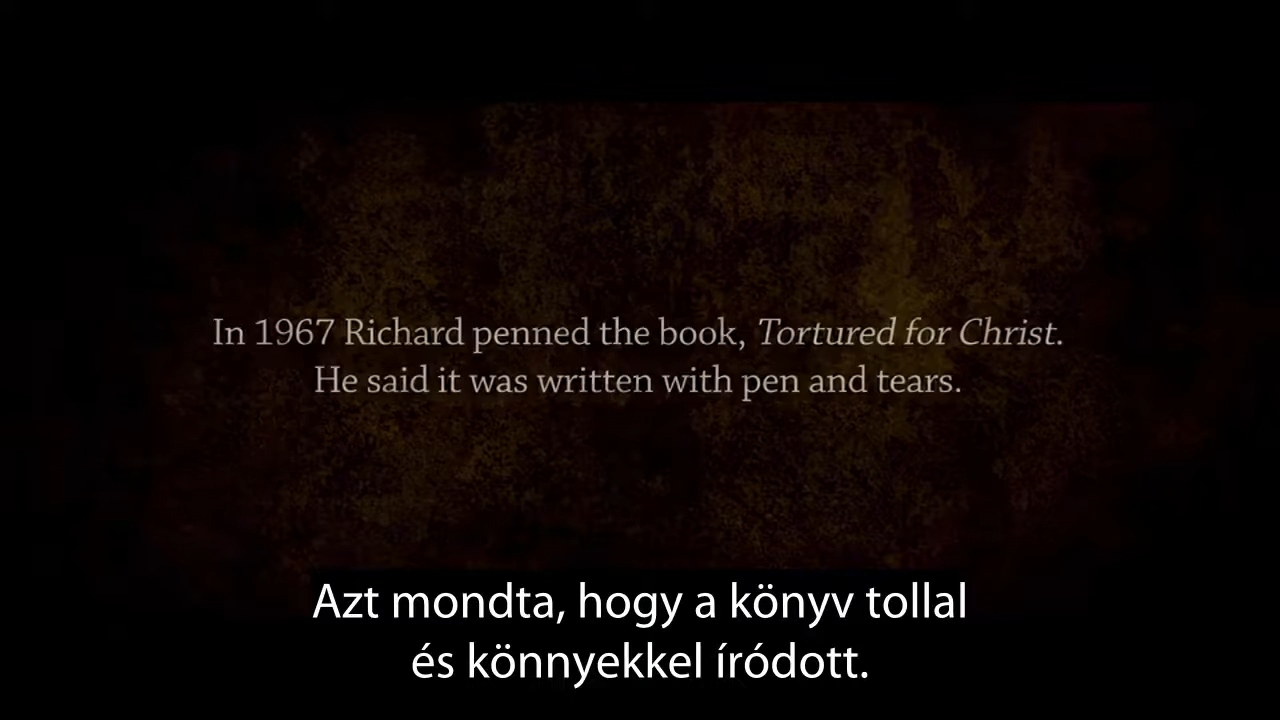 In 1967 Richard penned the book, Tortured for Christ.
He said it was written with pen and tears.
Azt mondta, hogy a könyv tollal
és könnyekkel íródott.